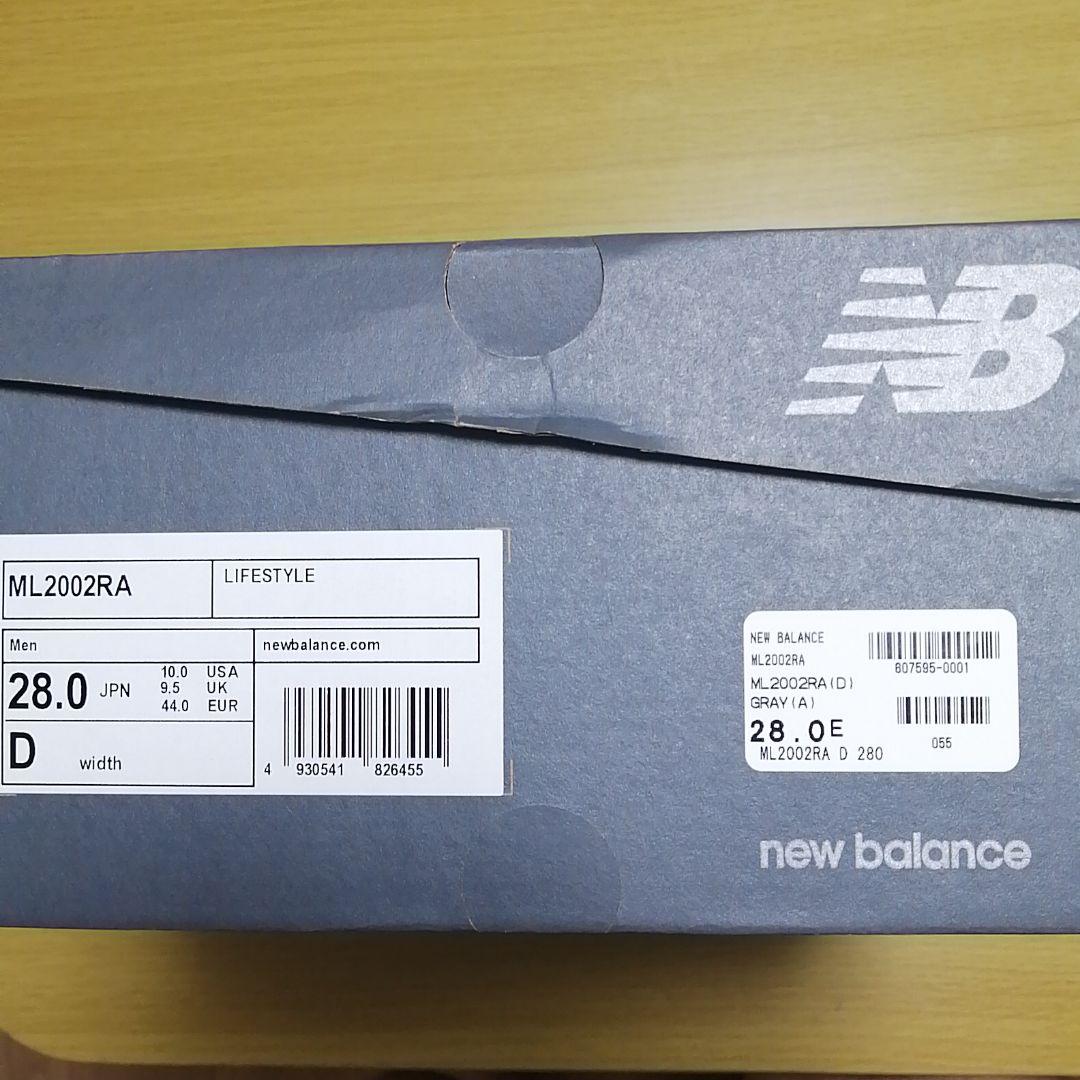 NB
ML2002RA
LIFESTYLE
Men
newbalance.com
28.0 JPN
10.0 USA
9.5 UK
44.0 EUR
D width
4 930541 826455
NEW BALANCE
ML2002RA
607595-0001
ML2002RA(D)
GRAY(A)
28.0E
055
ML2002RA D 280
new balance